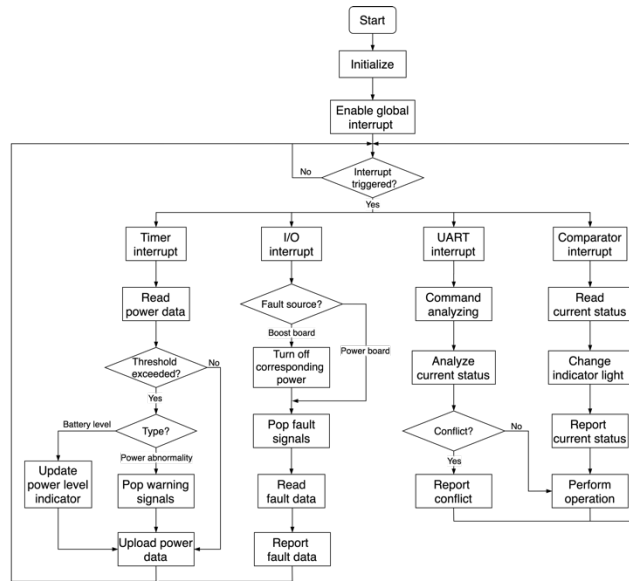 Start
Initialize
Enable global
interrupt
No
Interrupt
triggered?
Yes
Timer
interrupt
I/O
interrupt
UART
interrupt
Comparator
interrupt
Read
power data
Fault source?
Command
analyzing
Read
current status
Boost board
Power board
Threshold
exceeded?
No
Yes
Turn off
corresponding
power
Analyze
current status
Change
indicator light
Battery level
Type?
Power abnormality
Pop fault
signals
Conflict?
No
Yes
Report
current status
Update
power level
indicator
Pop warning
signals
Read
fault data
Report
conflict
Perform
operation
Upload power
data
Report
fault data